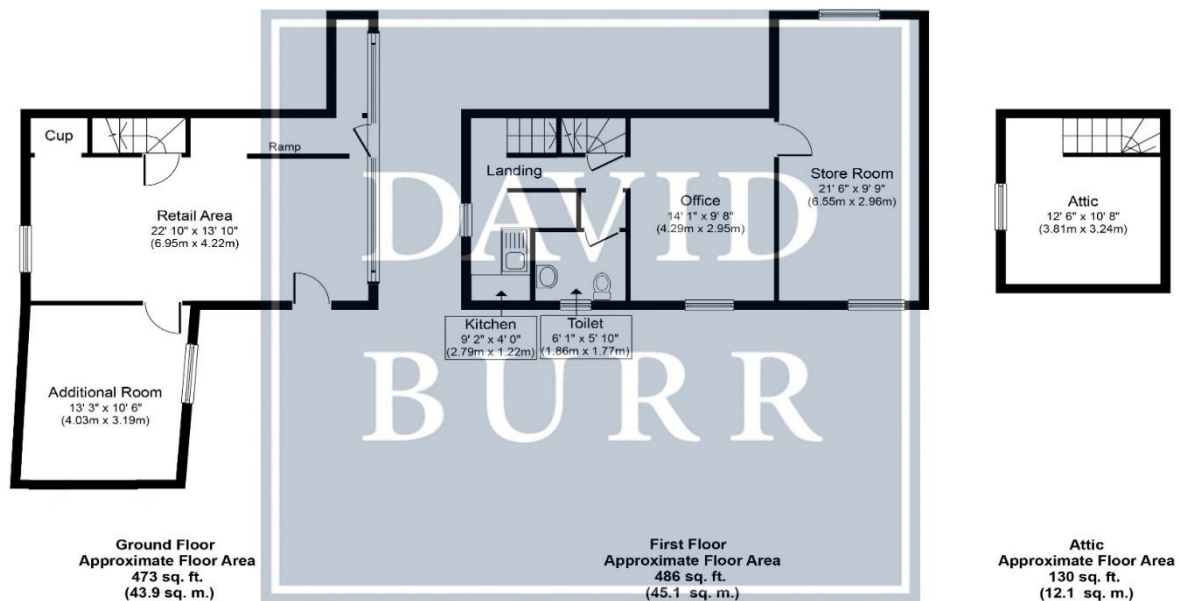 Cup
Ramp
Retail Area
22' 10" x 13' 10"
(6.95m x 4.22m)
Additional Room
13' 3" x 10' 6"
(4.03m x 3.19m)
Ground Floor
Approximate Floor Area
473 sq. ft.
(43.9 sq. m.)
Landing
Office
14' 1" x 9' 8"
(4.29m x 2.95m)
Store Room
21' 6" x 9' 9"
(6.55m x 2.96m)
Kitchen
9' 2" x 4' 0"
(2.79m x 1.22m)
Toilet
6' 1" x 5' 10"
(1.86m x 1.77m)
DAVID
BURR
First Floor
Approximate Floor Area
486 sq. ft.
(45.1 sq. m.)
Attic
12' 6" x 10' 8"
(3.81m x 3.24m)
Attic
Approximate Floor Area
130 sq. ft.
(12.1 sq. m.)